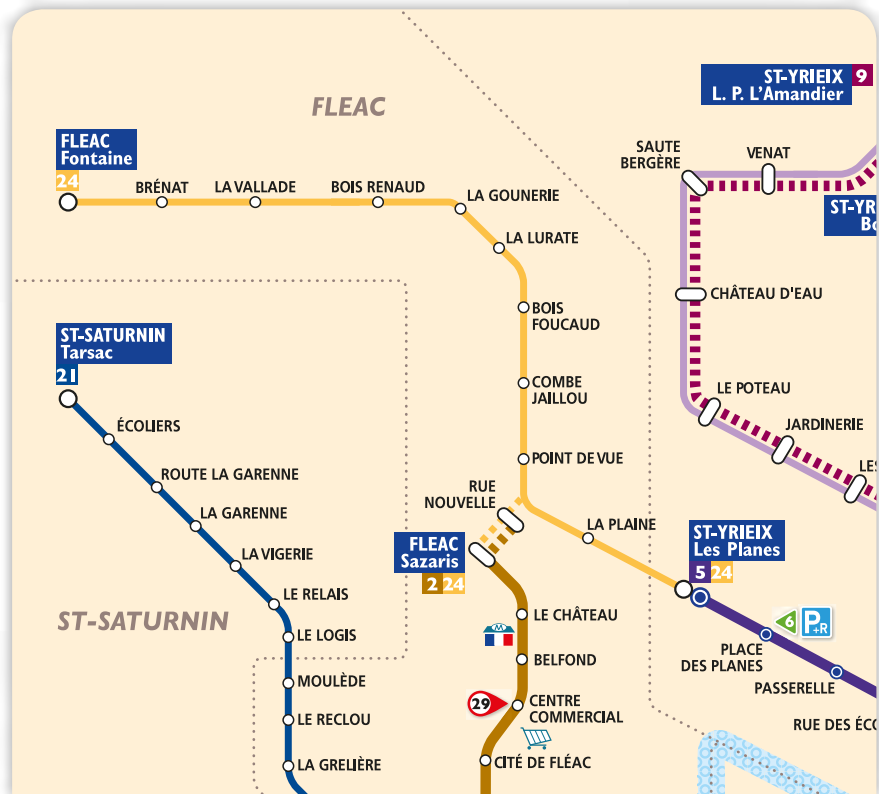 FLEAC
ST-YRIEIX 9
L. P. L'Amandier
FLEAC
Fontaine
24
BRÉNAT
LA VALLADE
BOIS RENAUD
LA GOUNERIE
LA LURATE
SAUTE
BERGÈRE
VENAT
ST-YR
BOIS
FOUCAUD
CHÂTEAU D'EAU
ST-SATURNIN
Tarsac
21
COMBE
JAILLOU
LE POTEAU
JARDINERIE
LES
ÉCOLIERS
ROUTE LA GARENNE
LA GARENNE
LA VIGERIE
LE RELAIS
LE LOGIS
ST-SATURNIN
MOULÈDE
LE RECLOU
LA GRELIÈRE
POINT DE VUE
RUE
NOUVELLE
LA PLAINE
FLEAC
Sazaris
2 24
ST-YRIEIX
Les Planes
5 24
LE CHÂTEAU
M
BELFOND
29
CENTRE
COMMERCIAL
CITÉ DE FLÉAC
6
P+R
PLACE
DES PLANES
PASSERELLE
RUE DES ÉCO